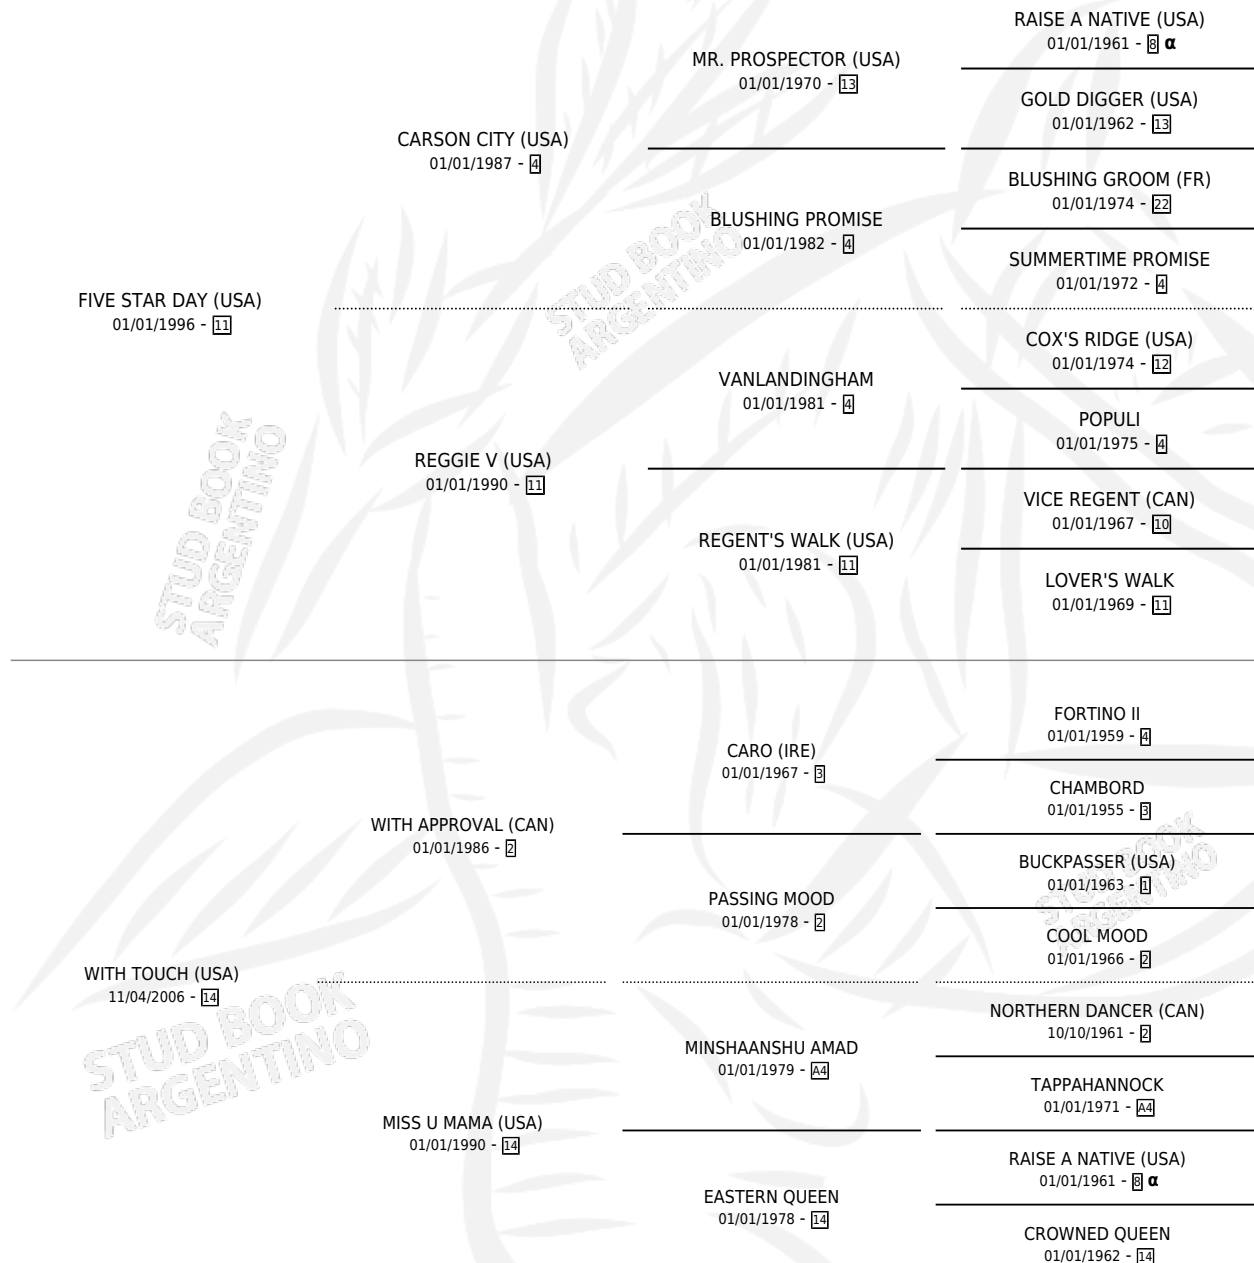 RAISE A NATIVE (USA)
01/01/1961 - 8 α
MR. PROSPECTOR (USA)
01/01/1970 - 13
GOLD DIGGER (USA)
01/01/1962 - 13
CARSON CITY (USA)
01/01/1987 - 4
BLUSHING GROOM (FR)
01/01/1974 - 22
BLUSHING PROMISE
01/01/1982 - 4
SUMMERTIME PROMISE
01/01/1972 - 4
STUD BOOK
ARGENTINO
FIVE STAR DAY (USA)
01/01/1996 - 11
COX'S RIDGE (USA)
01/01/1974 - 12
VANLANDINGHAM
01/01/1981 - 4
POPULI
01/01/1975 - 4
REGGIE V (USA)
01/01/1990 - 11
VICE REGENT (CAN)
01/01/1967 - 10
REGENT'S WALK (USA)
01/01/1981 - 11
LOVER'S WALK
01/01/1969 - 11
STUD BOOK
ARGENTINO
FORTINO II
01/01/1959 - 4
CARO (IRE)
01/01/1967 - 3
CHAMBORD
01/01/1955 - 3
WITH APPROVAL (CAN)
01/01/1986 - 2
BUCKPASSER (USA)
01/01/1963 - 1
PASSING MOOD
01/01/1978 - 2
COOL MOOD
01/01/1966 - 2
STUD BOOK
ARGENTINO
WITH TOUCH (USA)
11/04/2006 - 14
NORTHERN DANCER (CAN)
10/10/1961 - 2
MINSHAANSHU AMAD
01/01/1979 - A4
TAPPAHANNOCK
01/01/1971 - A4
STUD BOOK
ARGENTINO
MISS U MAMA (USA)
01/01/1990 - 14
RAISE A NATIVE (USA)
01/01/1961 - 8 α
EASTERN QUEEN
01/01/1978 - 14
CROWNED QUEEN
01/01/1962 - 14